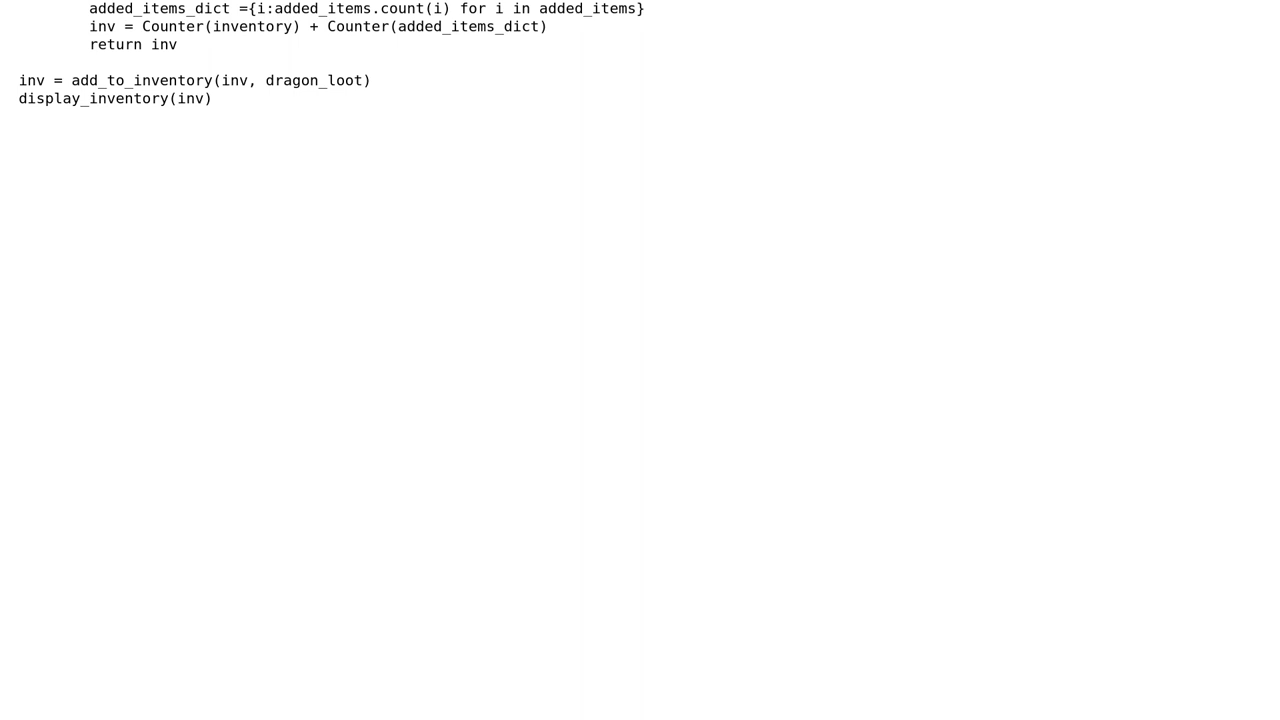 added_items_dict ={i:added_items.count(i) for i in added_items}
        inv = Counter(inventory) + Counter(added_items_dict)
        return inv

inv = add_to_inventory(inv, dragon_loot)
display_inventory(inv)